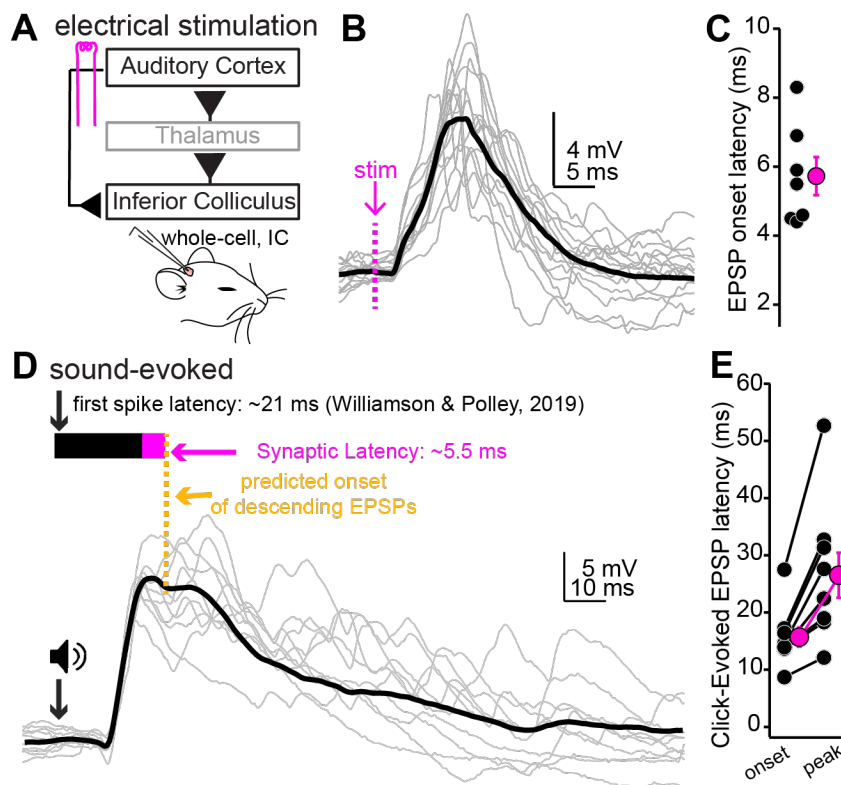 A electrical stimulation
Auditory Cortex
Thalamus
Inferior Colliculus
whole-cell, IC
B
stim
4 mV
5 ms
C
EPSP onset latency (ms)
10
8
6
4
2
D sound-evoked
first spike latency: ~21 ms (Williamson & Polley, 2019)
Synaptic Latency: ~5.5 ms
predicted onset
of descending EPSPs
5 mV
10 ms
E
Click-Evoked EPSP latency (ms)
60
50
40
30
20
10
0
onset
peak